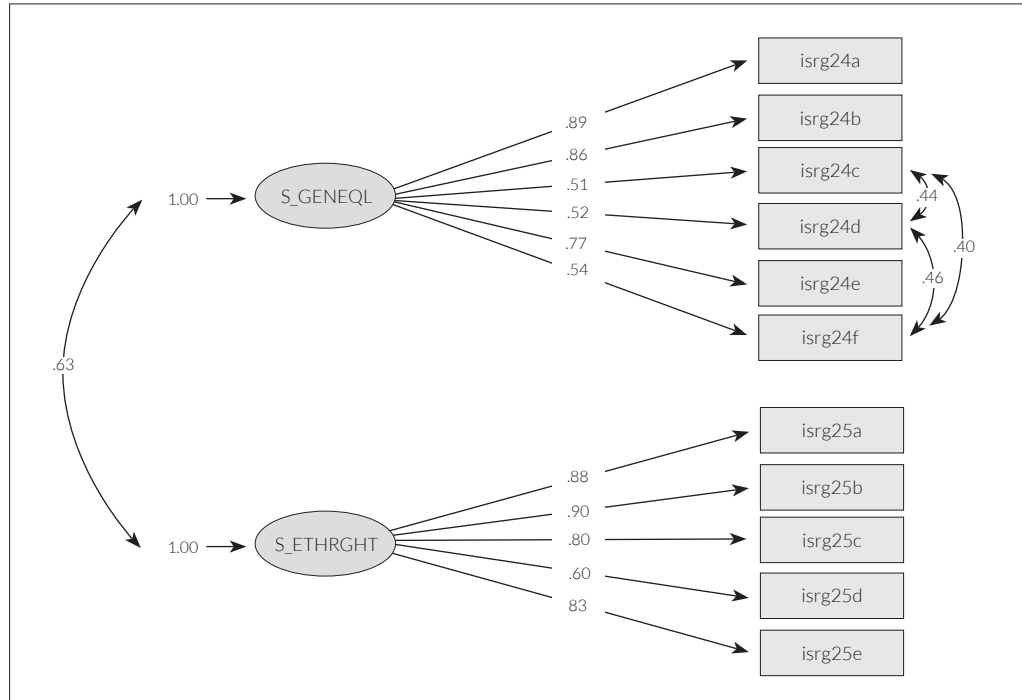 isrg24a
.89
isrg24b
.86
isrg24c
.51
1.00
S_GENEQL
.44
.52
isrg24d
.40
.77
.46
isrg24e
.54
isrg24f
.63
isrg25a
.88
isrg25b
.90
1.00
S_ETHRGHT
.80
isrg25c
.60
isrg25d
83
isrg25e